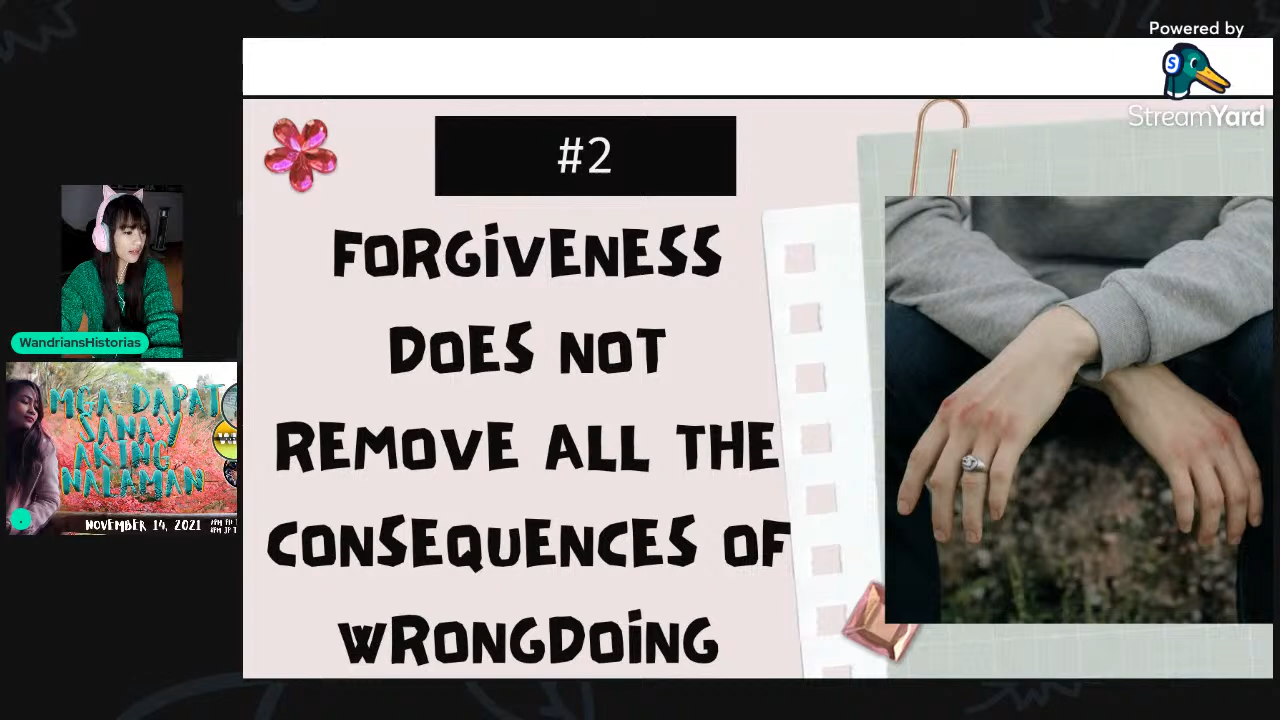 Powered by
StreamYard
#2
FORGIVENESS
DOES NOT
REMOVE ALL THE
CONSEQUENCES OF
WRONGDOING
WandriansHistorias
MGA DAPAT
SANA'Y
AKING
NALAMAN
NOVEMBER 14, 2021